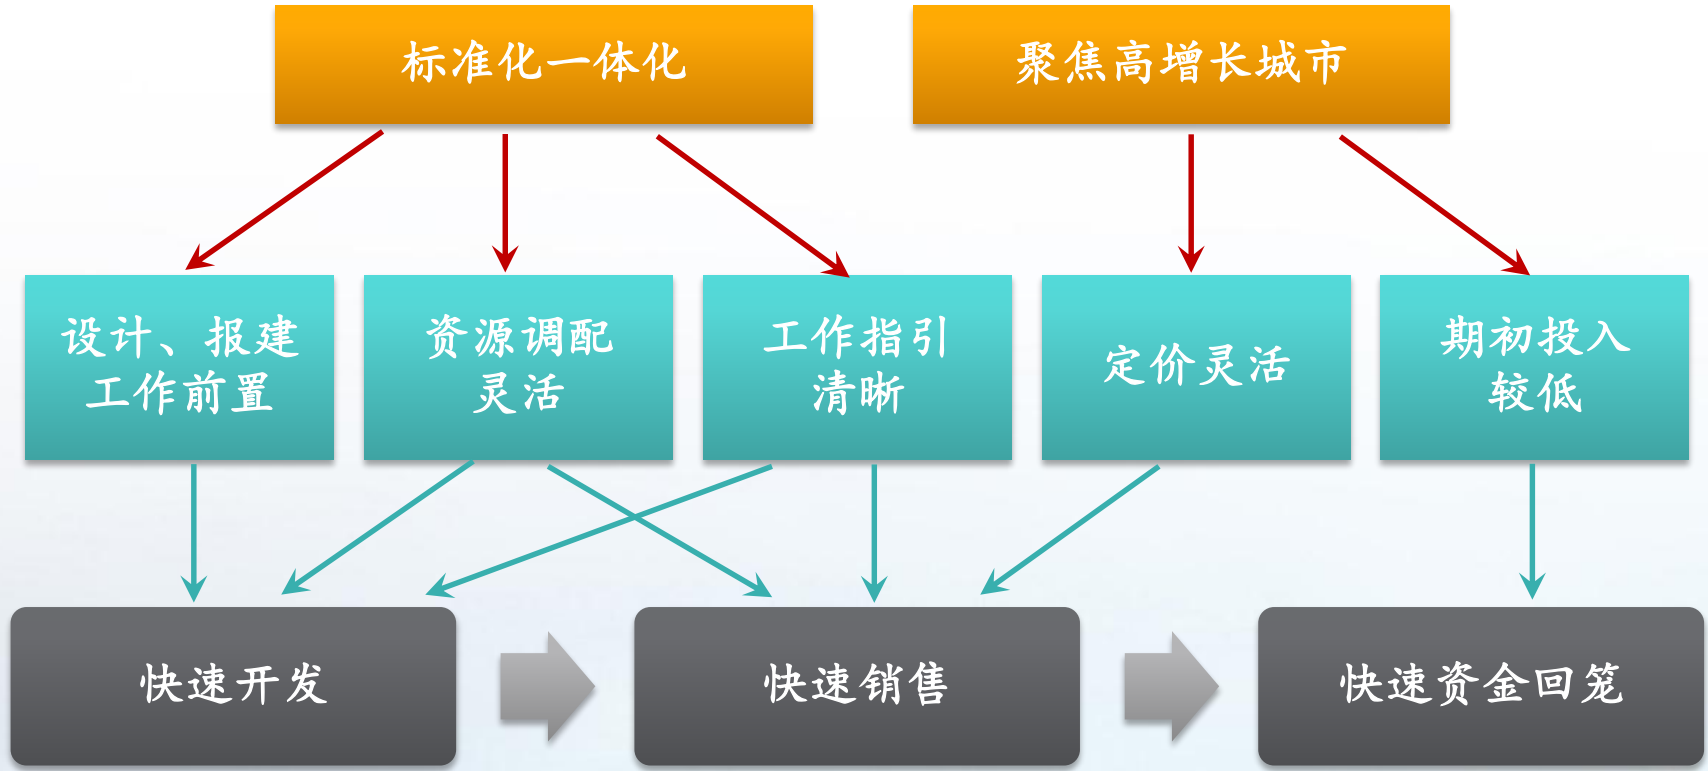 标准化一体化
聚焦高增长城市
设计、报建
工作前置
资源调配
灵活
工作指引
清晰
定价灵活
期初投入
较低
快速开发
快速销售
快速资金回笼